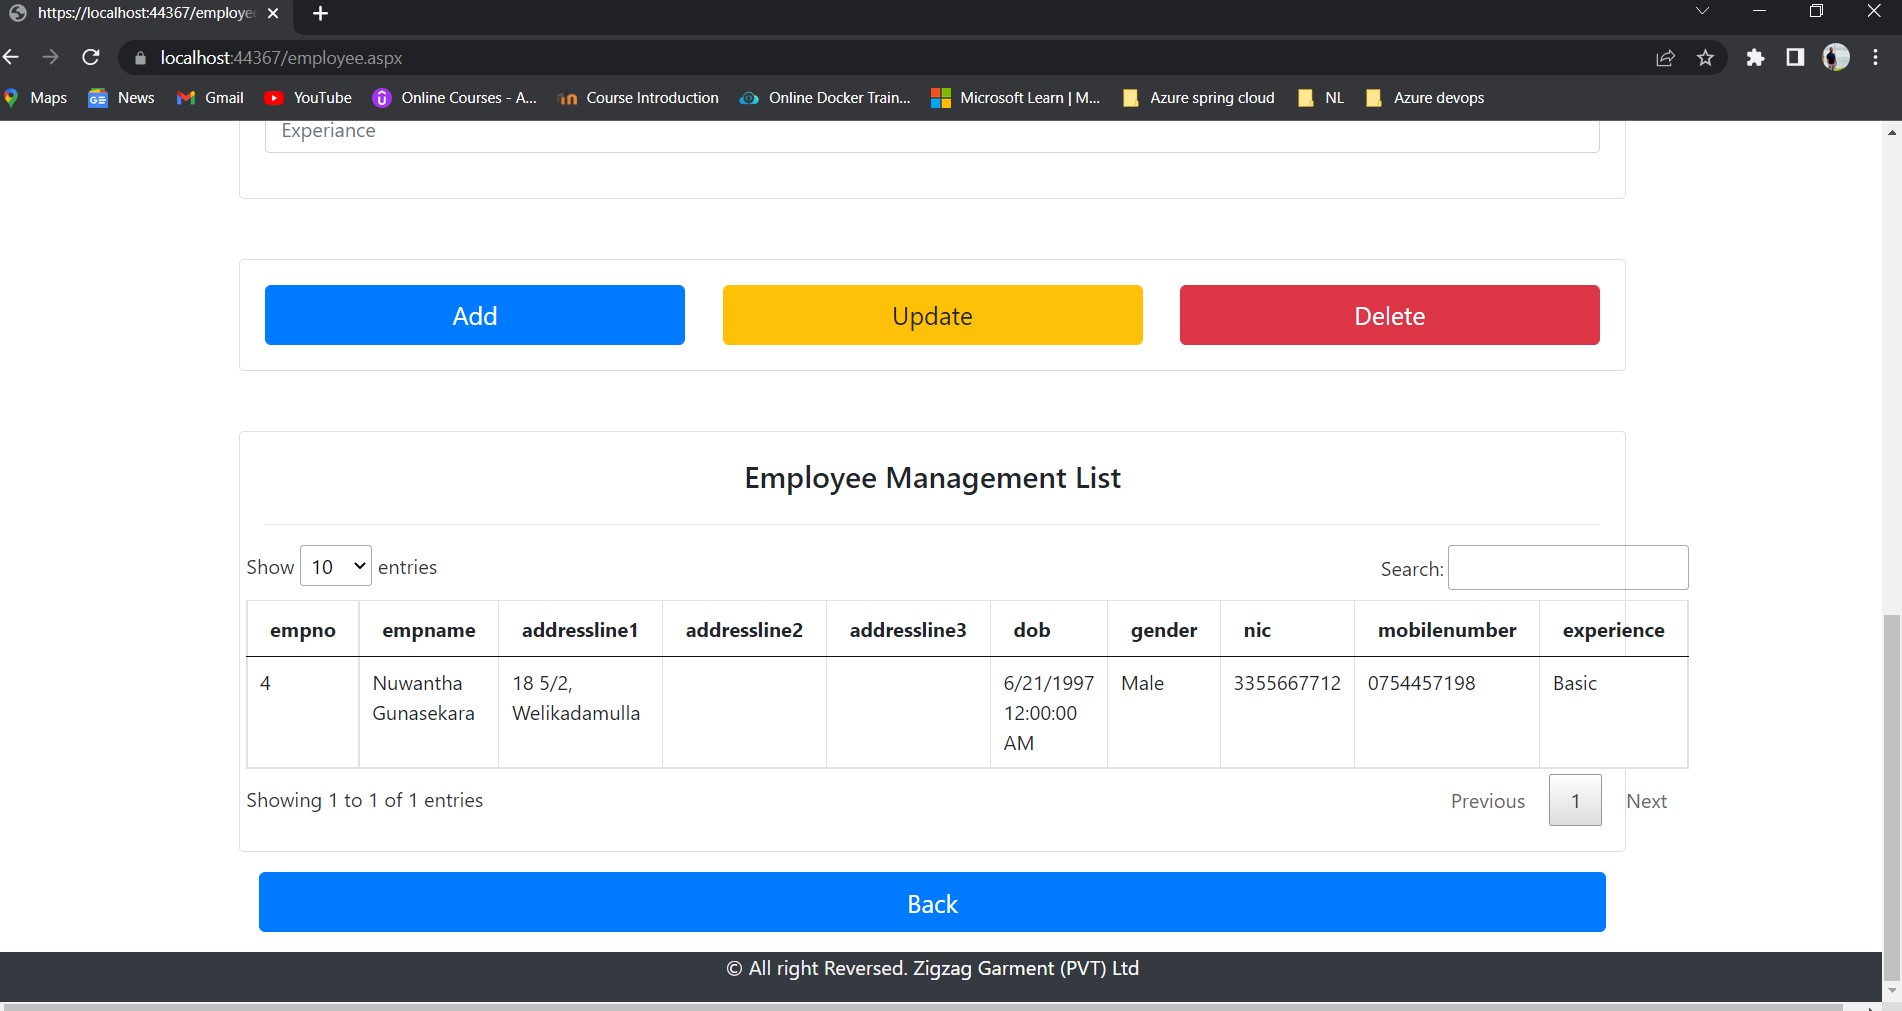 https://localhost:44367/employee
localhost:44367/employee.aspx
Maps News Gmail YouTube Online Courses - A... Course Introduction Online Docker Train... Microsoft Learn | M... Azure spring cloud NL Azure devops
Experiance
Add Update Delete
Employee Management List
Show 10 entries Search:
empno empname addressline1 addressline2 addressline3 dob gender nic mobilenumber experience
4 Nuwantha 18 5/2, 6/21/1997 Male 3355667712 0754457198 Basic
Gunasekara Welikadamulla 12:00:00
AM
Showing 1 to 1 of 1 entries Previous 1 Next
Back
© All right Reversed. Zigzag Garment (PVT) Ltd